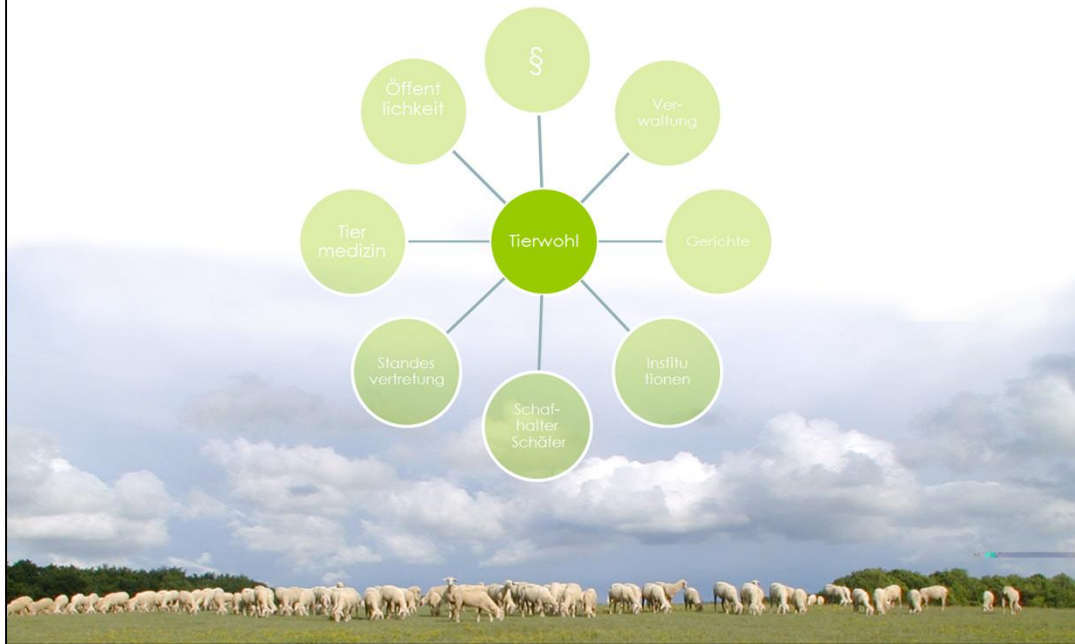 §
Öffent
lichkeit
Ver-
waltung
Tier
medizin
Tierwohl
Gerichte
Standes
vertretung
Institu
tionen
Schaf-
halter
Schäfer